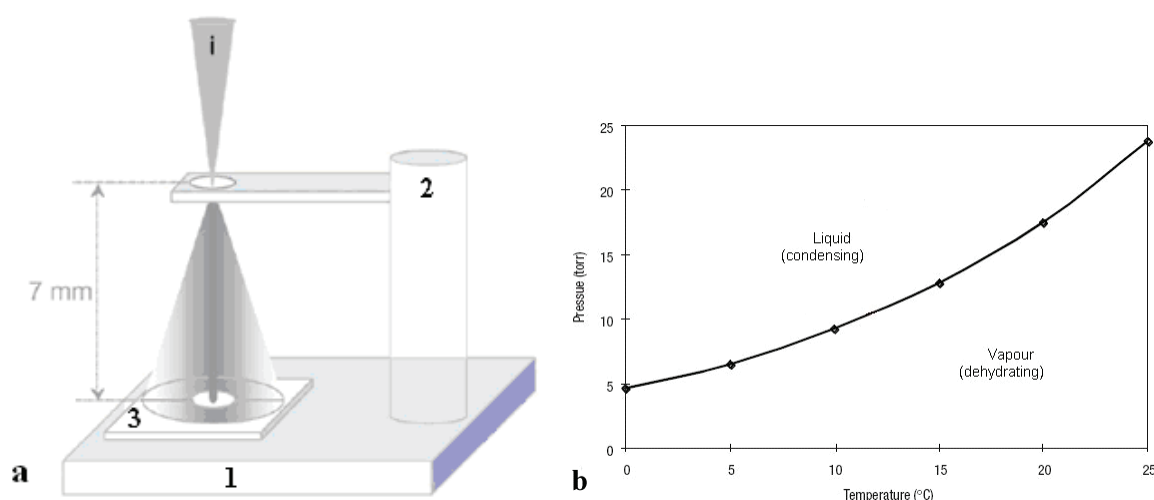 i
2
7 mm
3
1
a
25
20
15
10
5
0
Pressue (torr)
Liquid
(condensing)
Vapour
(dehydrating)
0 5 10 15 20 25
Temperature (°C)
b